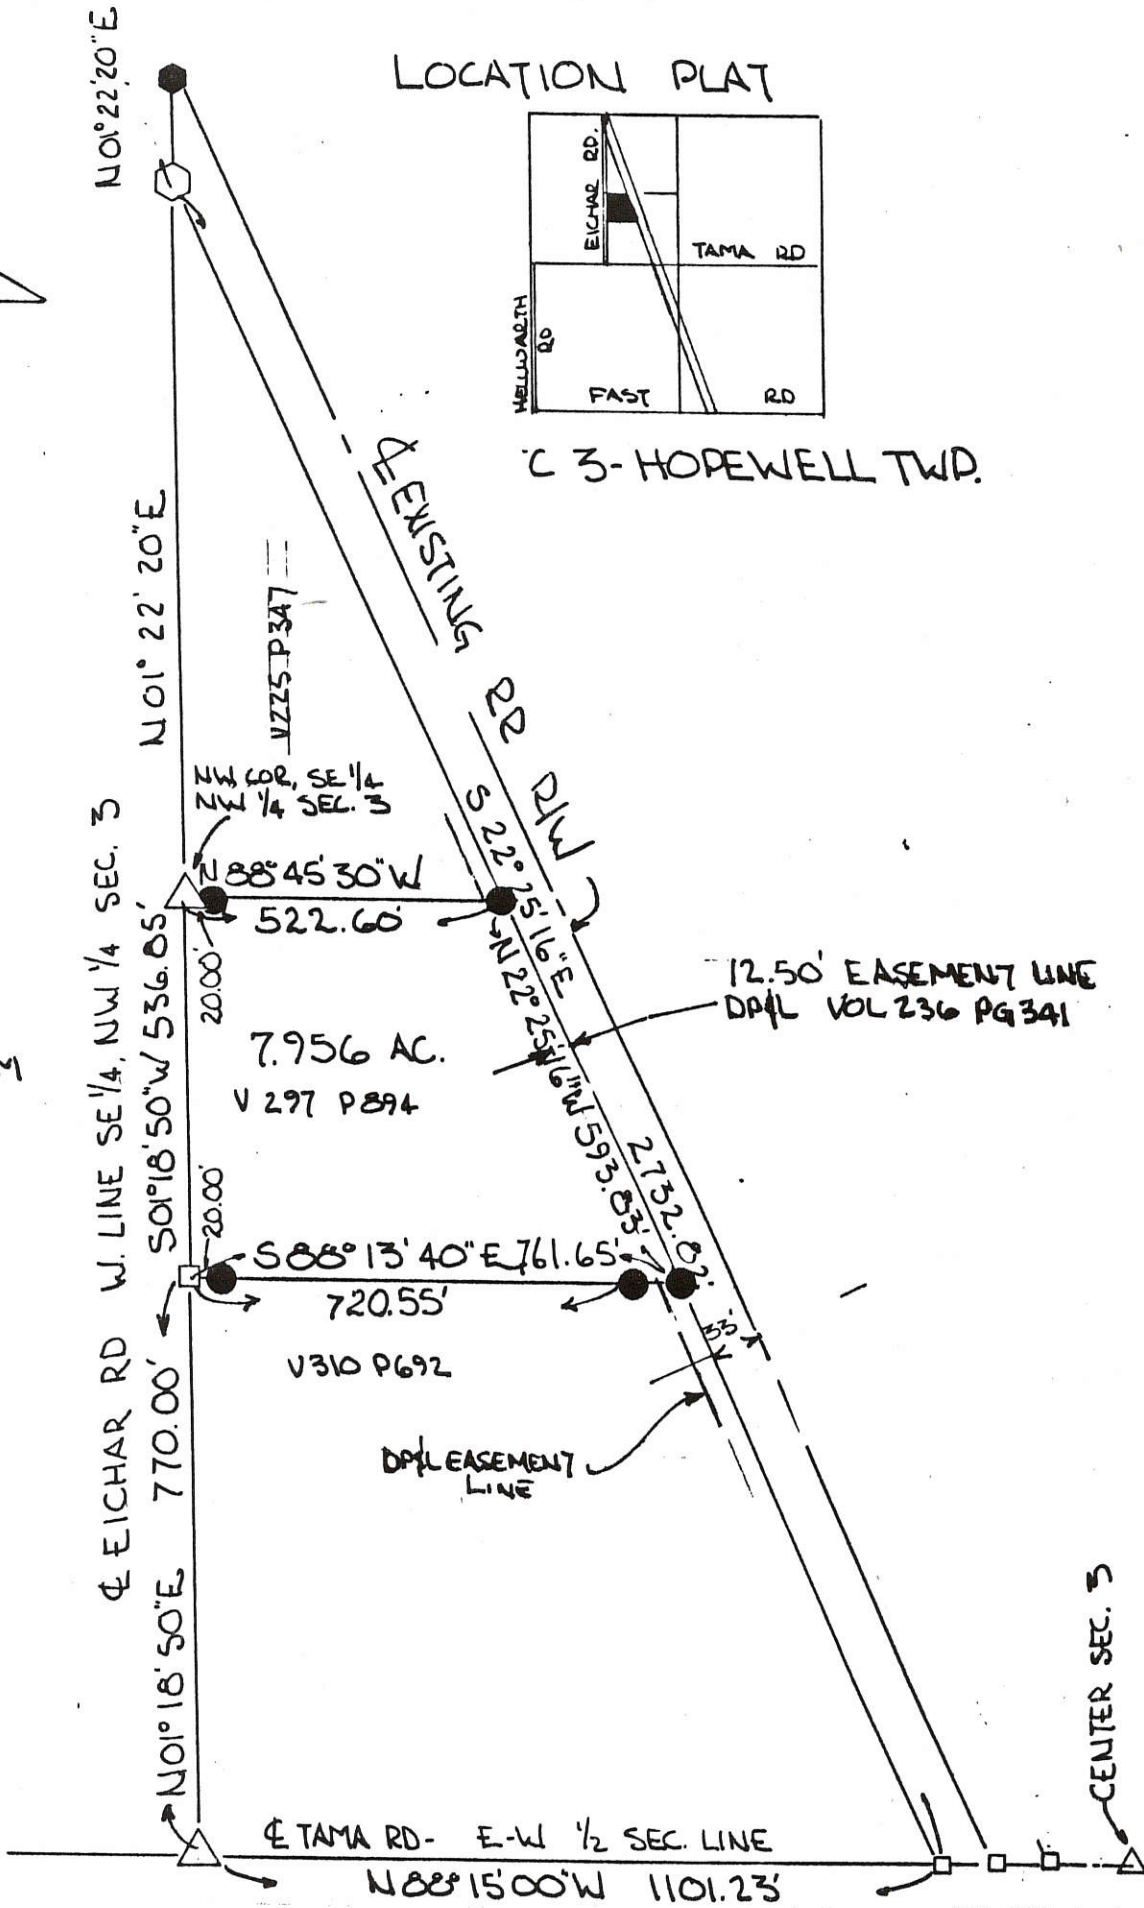 LOCATION PLAT
N01°22'20"E
EICHAR RD.
TAMA RD
HELLWARTH RD
FAST RD
C 3-HOPEWELL TWP.
℄ EXISTING RR R/W
N01° 22' 20"E
V225 P347
NW COR, SE 1/4
NW 1/4 SEC. 3
N88°45'30"W
522.60'
S 22°25'16"E 2732.82'
N 22°25'16"W 593.83'
12.50' EASEMENT LINE
DP&L VOL 236 PG 341
20.00'
7.956 AC.
V 297 P894
S01°18'50"W 536.85'
20.00'
S88°13'40"E 761.65'
720.55'
33'
V310 P692
DP&L EASEMENT
LINE
℄ EICHAR RD W. LINE SE 1/4, NW 1/4 SEC. 3
N01°18'50"E 770.00'
CENTER SEC. 3
℄ TAMA RD- E-W 1/2 SEC. LINE
N88°15'00"W 1101.23'